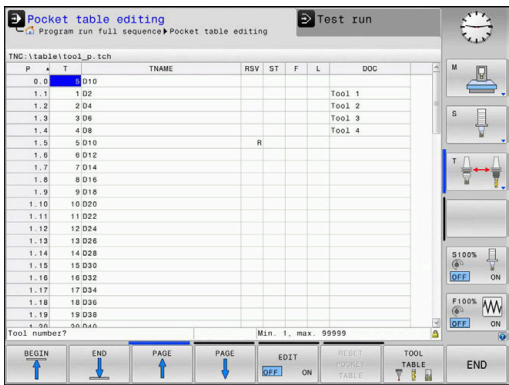 Pocket table editing
Test run
Program run full sequence Pocket table editing
TNC:\table\tool_p.tch
P T TNAME RSV ST F L DOC
0.0 5 D10
1.1 1 D2 Tool 1
1.2 2 D4 Tool 2
1.3 3 D6 Tool 3
1.4 4 D8 Tool 4
1.5 5 D10 R
1.6 6 D12
1.7 7 D14
1.8 8 D16
1.9 9 D18
1.10 10 D20
1.11 11 D22
1.12 12 D24
1.13 13 D26
1.14 14 D28
1.15 15 D30
1.16 16 D32
1.17 17 D34
1.18 18 D36
1.19 19 D38
1.20 20 D40
Tool number? Min. 1, max. 99999
M
S
T
S100%
OFF ON
F100%
OFF ON
BEGIN
END
PAGE
PAGE
EDIT
OFF ON
RESET
POCKET
TABLE
TOOL
TABLE
END